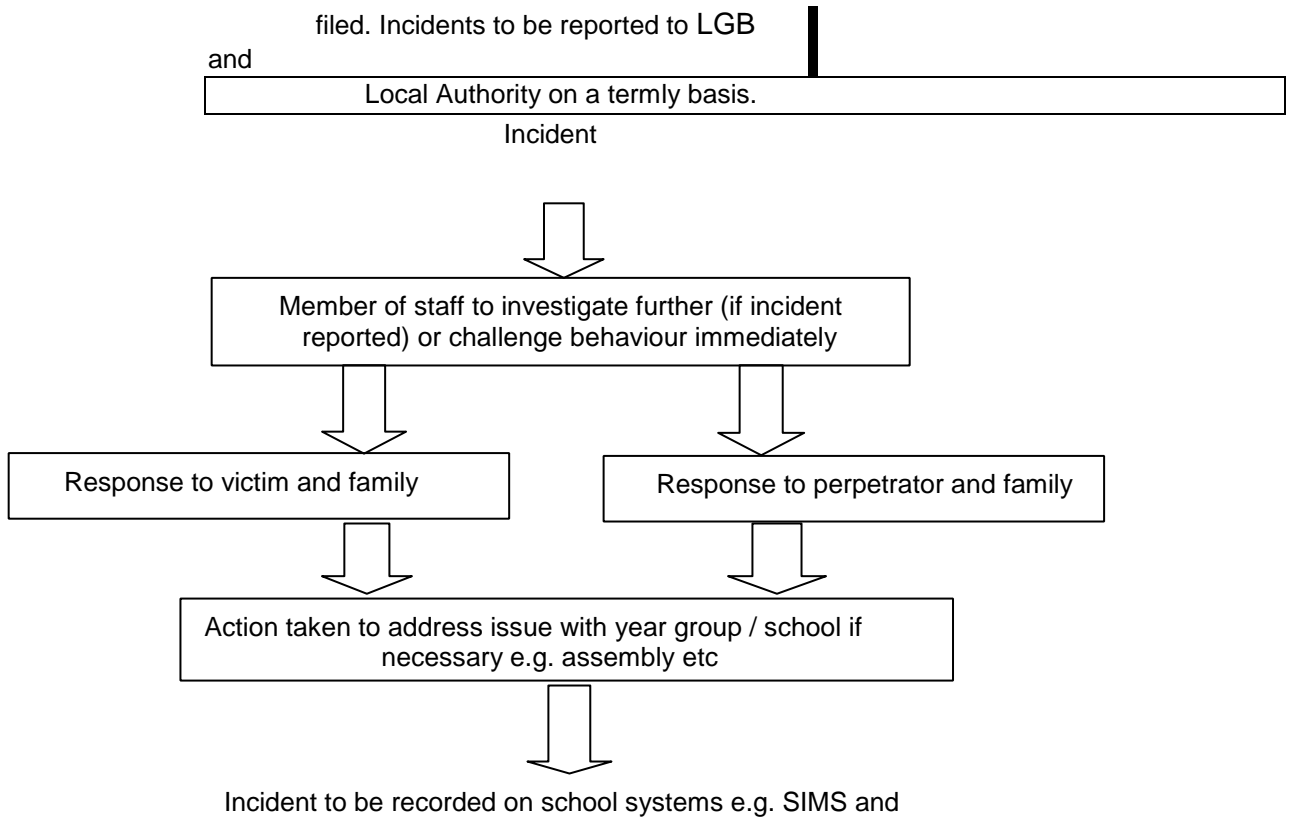 filed. Incidents to be reported to LGB
and
Local Authority on a termly basis.
Incident
Member of staff to investigate further (if incident
reported) or challenge behaviour immediately
Response to victim and family
Response to perpetrator and family
Action taken to address issue with year group / school if
necessary e.g. assembly etc
Incident to be recorded on school systems e.g. SIMS and